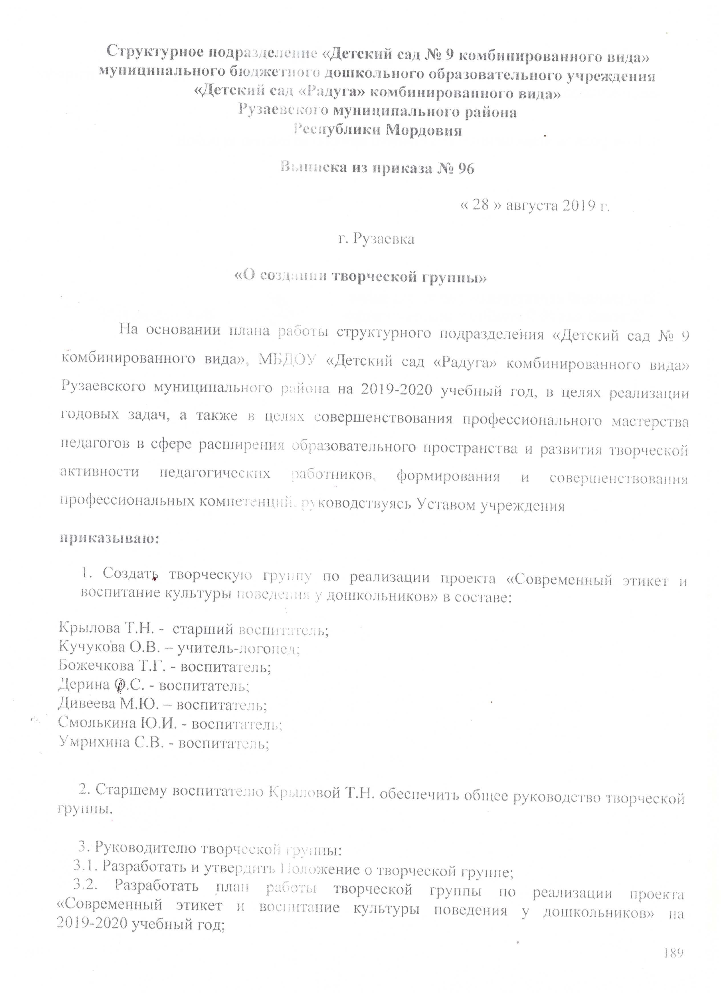 Структурное подразделение «Детский сад № 9 комбинированного вида»
муниципального бюджетного дошкольного образовательного учреждения
«Детский сад «Радуга» комбинированного вида»
Рузаевского муниципального района
Республики Мордовия
Выписка из приказа № 96
« 28 » августа 2019 г.
г. Рузаевка
«О создании творческой группы»
На основании плана работы структурного подразделения «Детский сад № 9
комбинированного вида», МБДОУ «Детский сад «Радуга» комбинированного вида»
Рузаевского муниципального района на 2019-2020 учебный год, в целях реализации
годовых задач, а также в целях совершенствования профессионального мастерства
педагогов в сфере расширения образовательного пространства и развития творческой
активности педагогических работников, формирования и совершенствования
профессиональных компетенций, руководствуясь Уставом учреждения
приказываю:
1. Создать творческую группу по реализации проекта «Современный этикет и
воспитание культуры поведения у дошкольников» в составе:
Крылова Т.Н. - старший воспитатель;
Кучукова О.В. – учитель-логопед;
Божечкова Т.Г. - воспитатель;
Дерина О.С. - воспитатель;
Дивеева М.Ю. – воспитатель;
Смолькина Ю.И. - воспитатель;
Умрихина С.В. - воспитатель;
2. Старшему воспитателю Крыловой Т.Н. обеспечить общее руководство творческой
группы.
3. Руководителю творческой группы:
3.1. Разработать и утвердить Положение о творческой группе;
3.2. Разработать план работы творческой группы по реализации проекта
«Современный этикет и воспитание культуры поведения у дошкольников» на
2019-2020 учебный год;
189